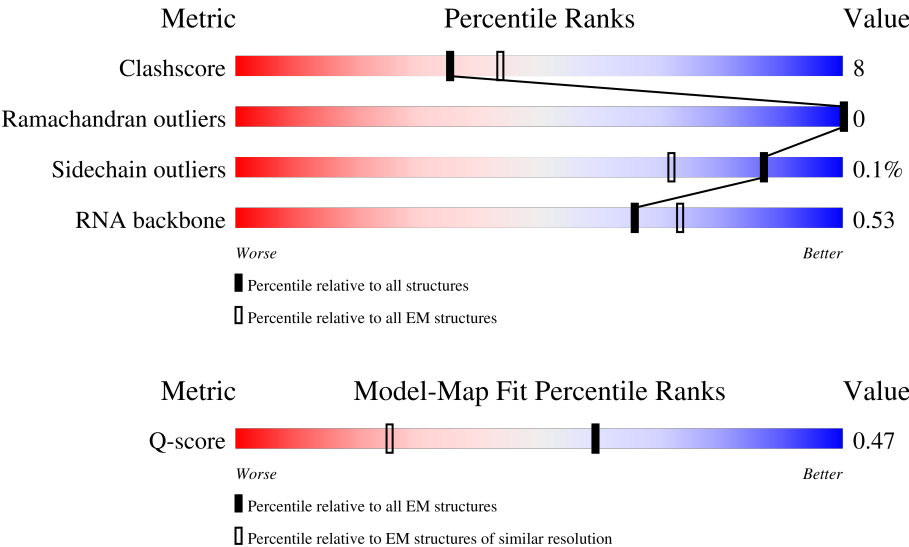 Metric Percentile Ranks Value
Clashscore 8
Ramachandran outliers 0
Sidechain outliers 0.1%
RNA backbone 0.53
Worse Better
Percentile relative to all structures
Percentile relative to all EM structures
Metric Model-Map Fit Percentile Ranks Value
Q-score 0.47
Worse Better
Percentile relative to all EM structures
Percentile relative to EM structures of similar resolution